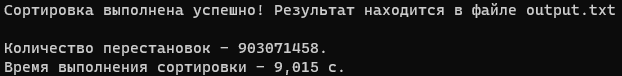 Сортировка выполнена успешно! Результат находится в файле output.txt
Количество перестановок – 903071458.
Время выполнения сортировки – 9,015 с.